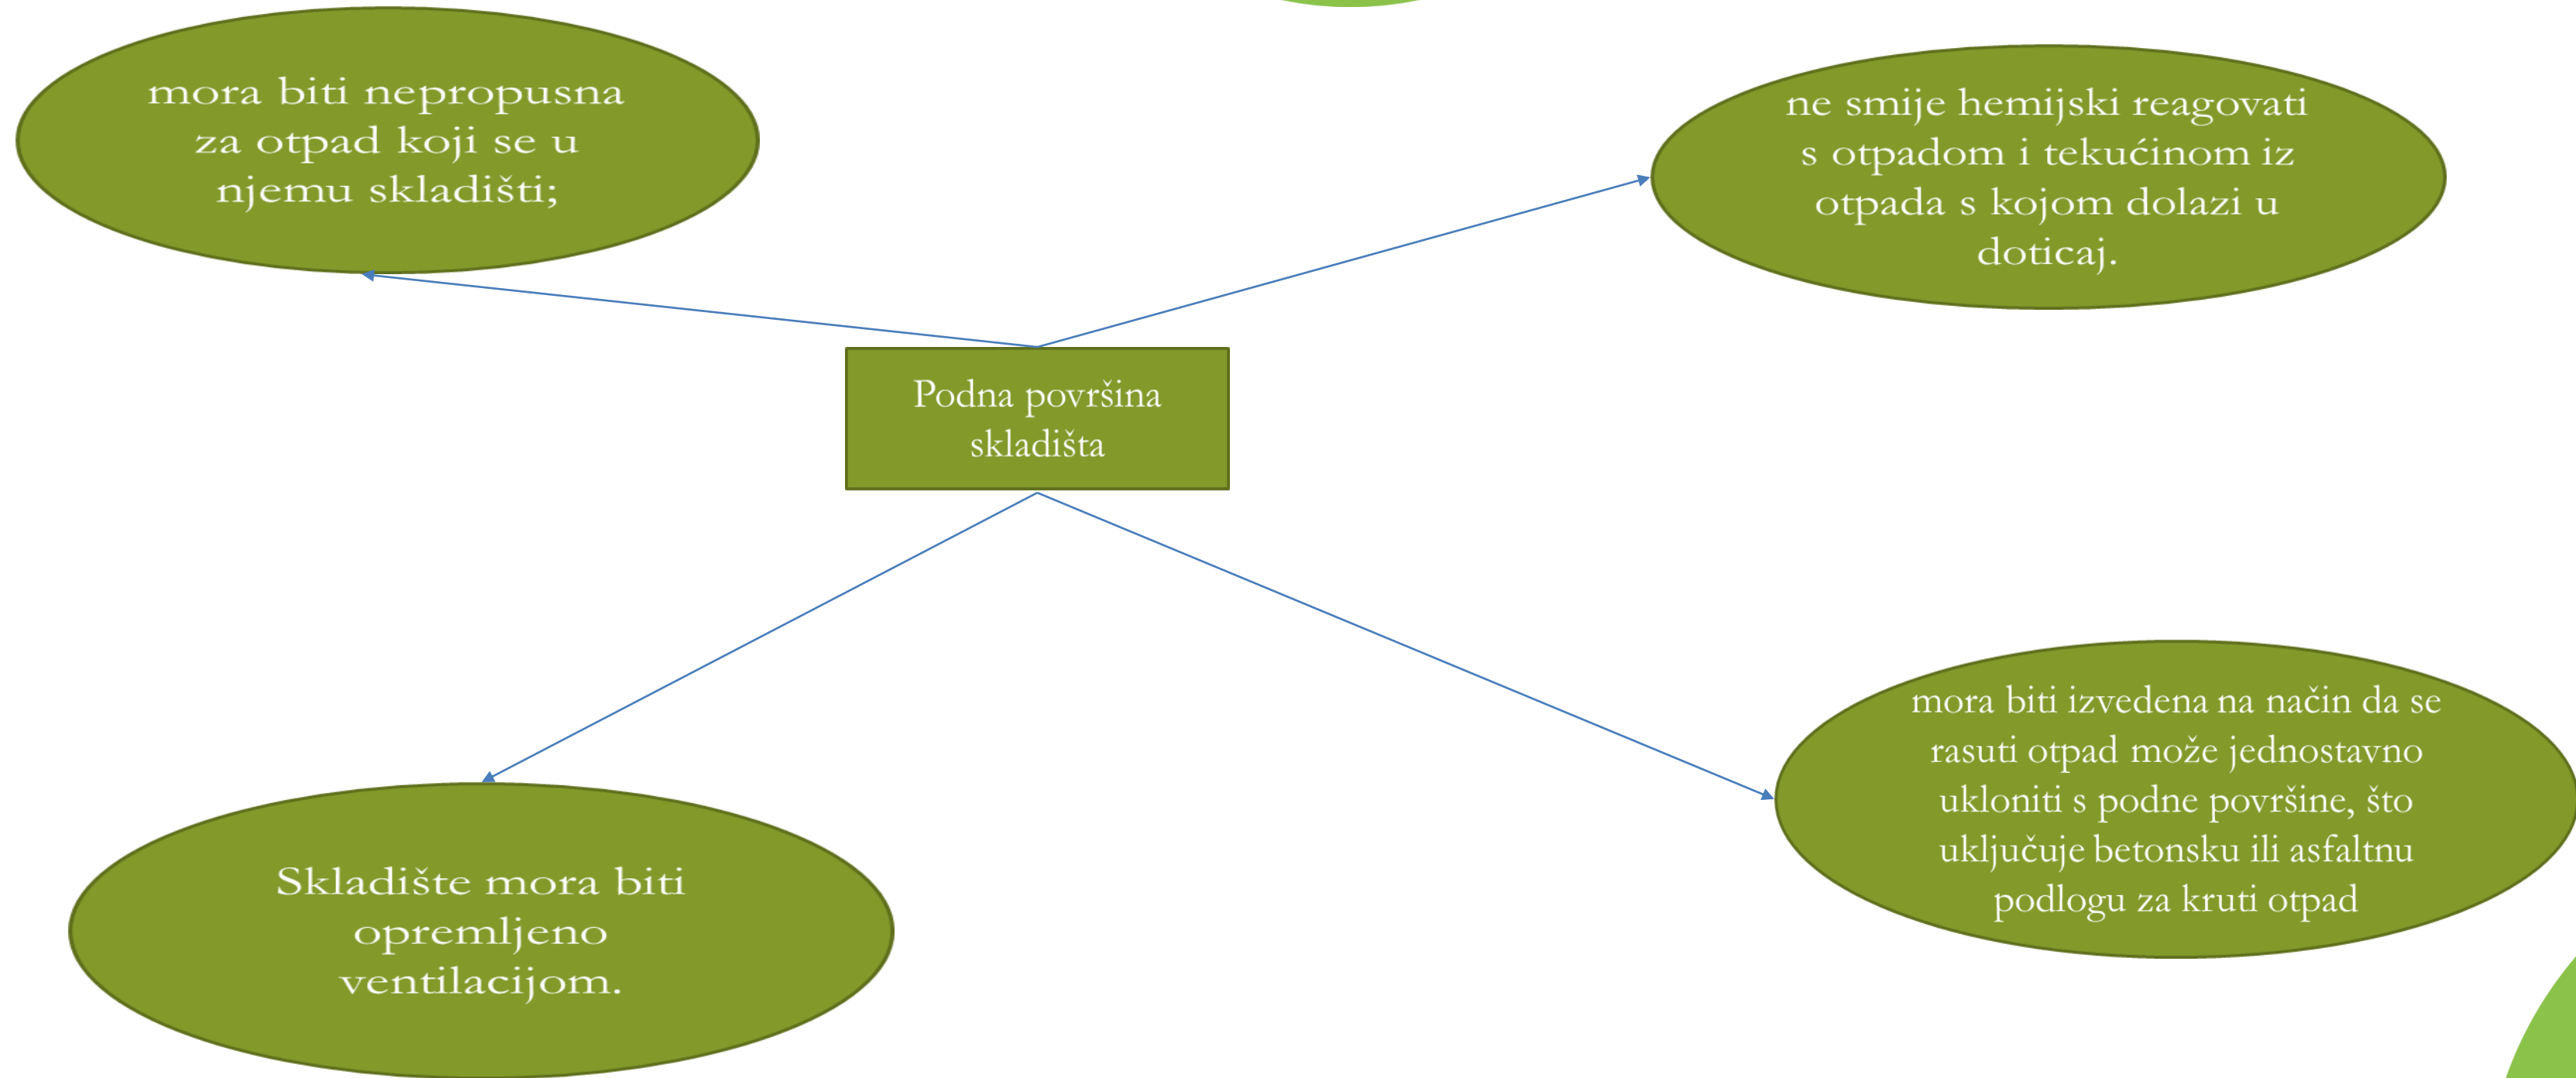 mora biti nepropusna
za otpad koji se u
njemu skladišti;
ne smije hemijski reagovati
s otpadom i tekućinom iz
otpada s kojom dolazi u
doticaj.
Podna površina
skladišta
Skladište mora biti
opremljeno
ventilacijom.
mora biti izvedena na način da se
rasuti otpad može jednostavno
ukloniti s podne površine, što
uključuje betonsku ili asfaltnu
podlogu za kruti otpad